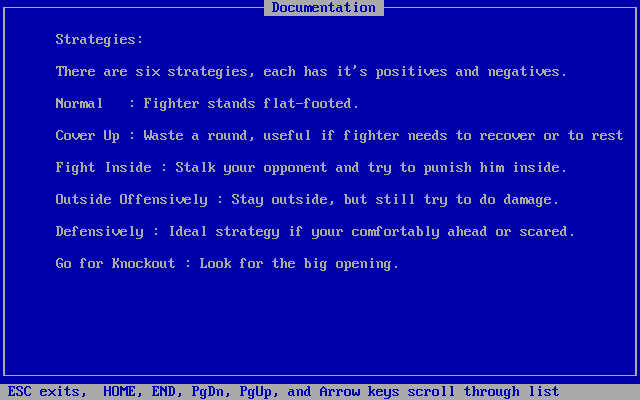 Documentation
Strategies:
There are six strategies, each has it's positives and negatives.
Normal   : Fighter stands flat-footed.
Cover Up : Waste a round, useful if fighter needs to recover or to rest
Fight Inside : Stalk your opponent and try to punish him inside.
Outside Offensively : Stay outside, but still try to do damage.
Defensively : Ideal strategy if your comfortably ahead or scared.
Go for Knockout : Look for the big opening.
ESC exits,  HOME, END, PgDn, PgUp, and Arrow keys scroll through list